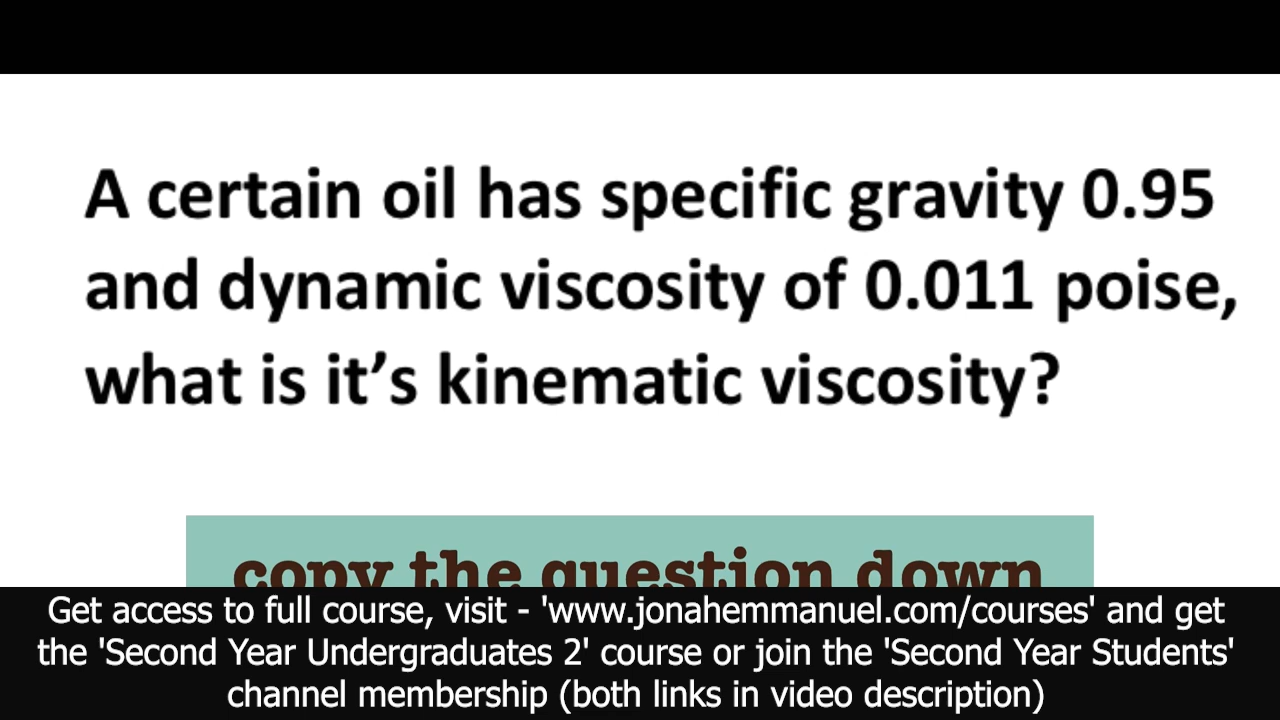 A certain oil has specific gravity 0.95
and dynamic viscosity of 0.011 poise,
what is it’s kinematic viscosity?
copy the question down
Get access to full course, visit - 'www.jonahemmanuel.com/courses' and get
the 'Second Year Undergraduates 2' course or join the 'Second Year Students'
channel membership (both links in video description)